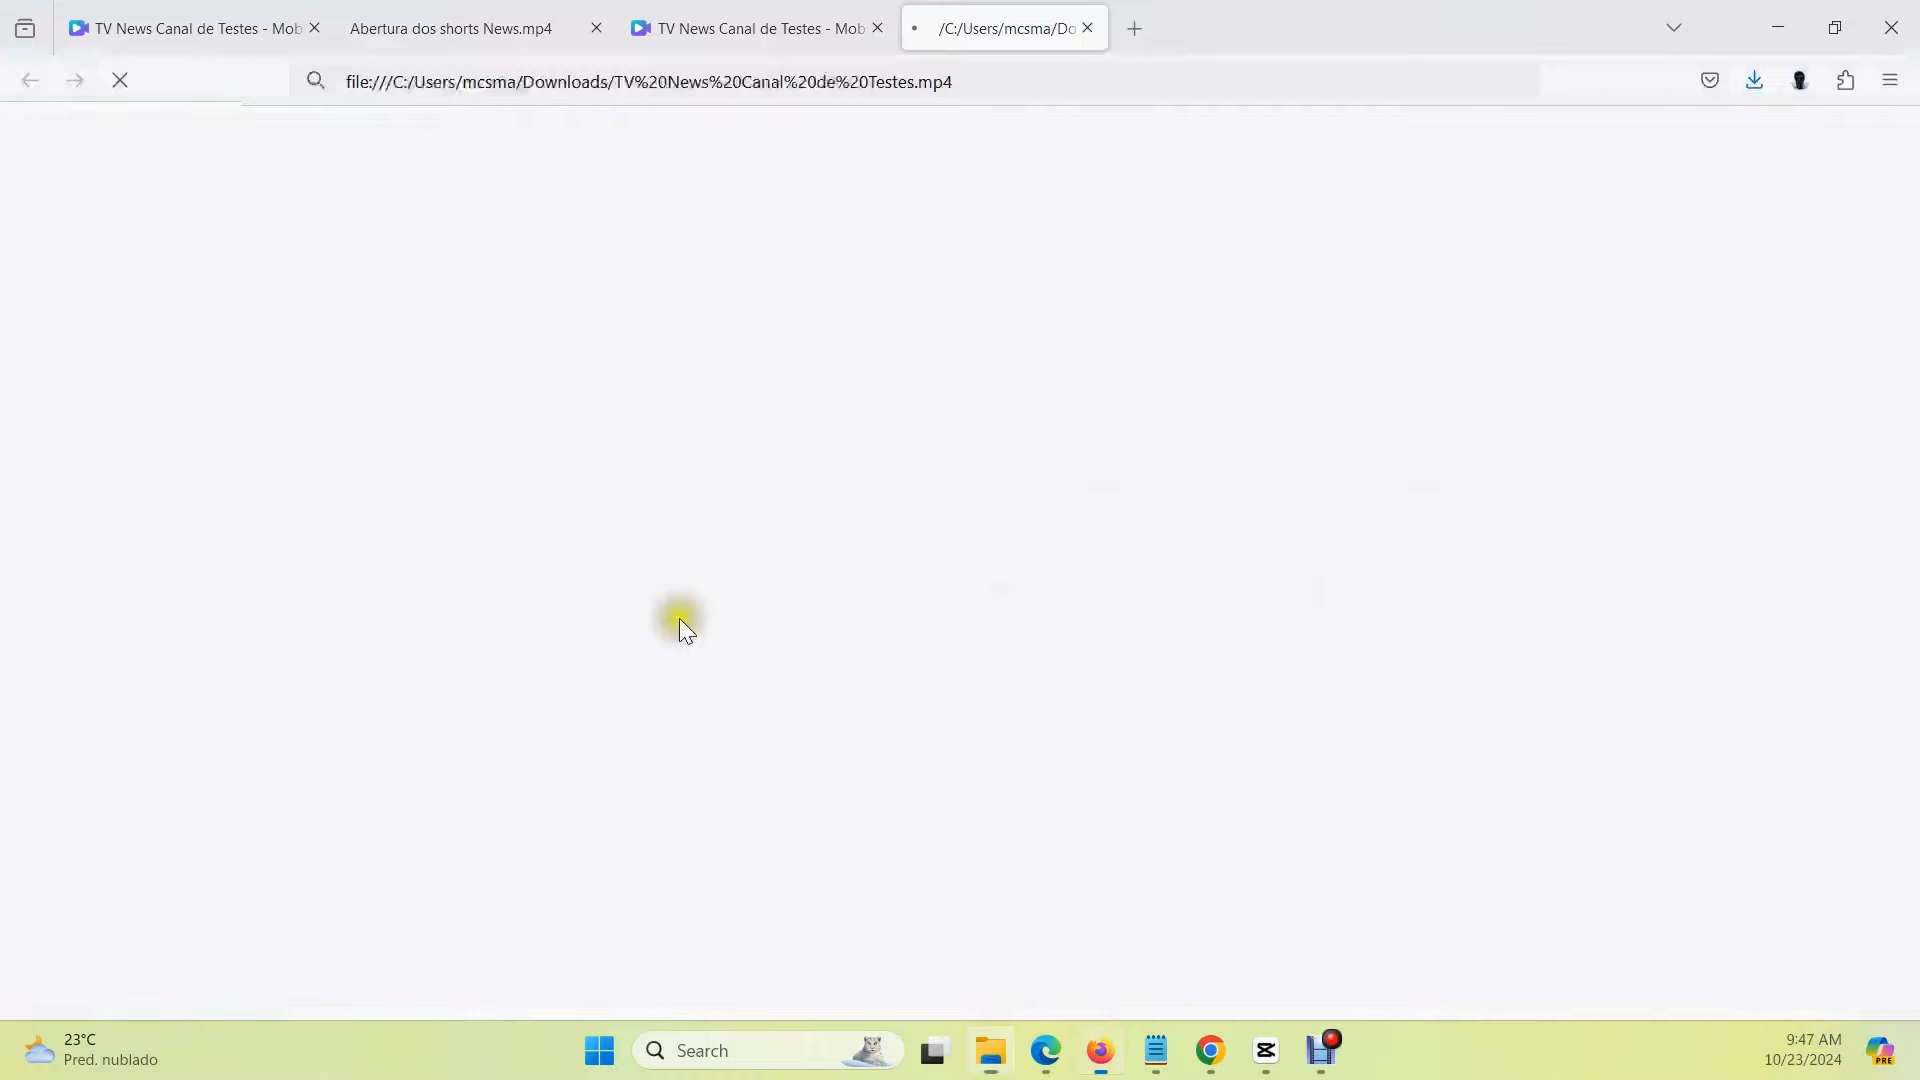 TV News Canal de Testes - Mob
Abertura dos shorts News.mp4
TV News Canal de Testes - Mob
/C:/Users/mcsma/Do
file:///C:/Users/mcsma/Downloads/TV%20News%20Canal%20de%20Testes.mp4
23°C
Pred. nublado
Search
9:47 AM
10/23/2024
PRE